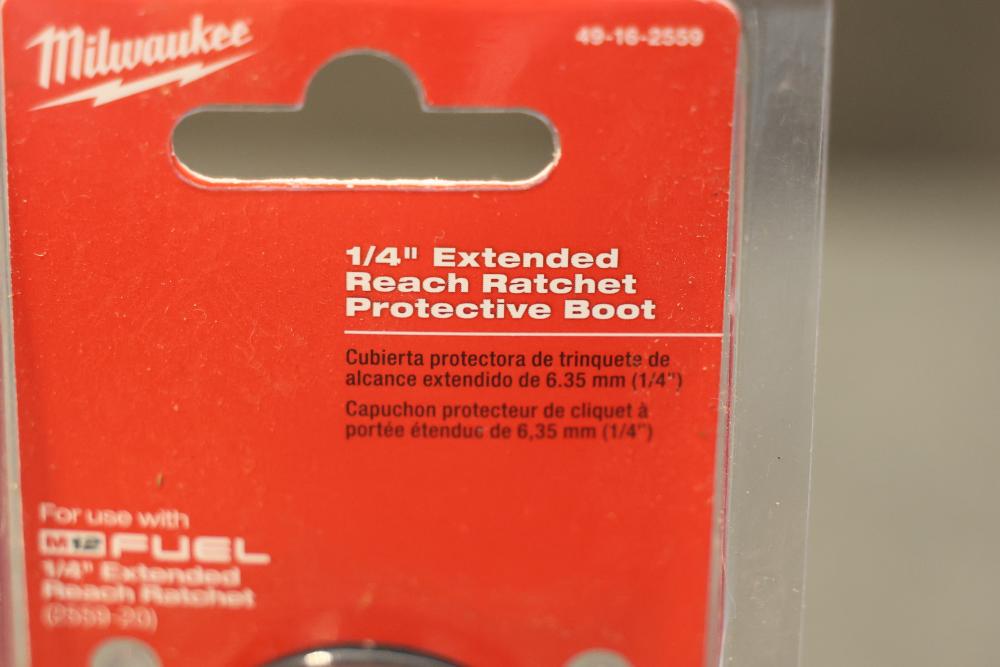 Milwaukee
49-16-2559
1/4" Extended
Reach Ratchet
Protective Boot
Cubierta protectora de trinquete de
alcance extendido de 6.35 mm (1/4")
Capuchon protecteur de cliquet à
portée étendue de 6,35 mm (1/4")
For use with
M12 FUEL
1/4" Extended
Reach Ratchet
(2559-20)